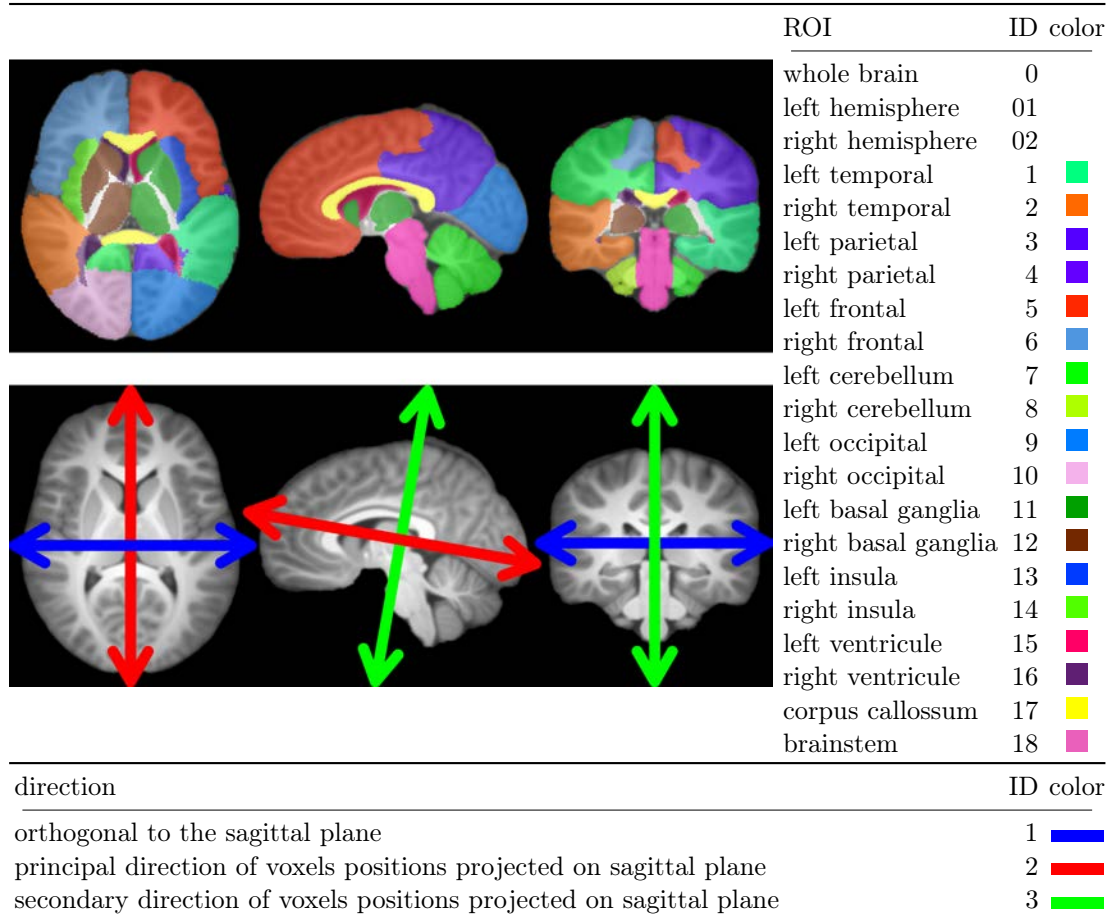 ROI ID color
whole brain 0
left hemisphere 01
right hemisphere 02
left temporal 1
right temporal 2
left parietal 3
right parietal 4
left frontal 5
right frontal 6
left cerebellum 7
right cerebellum 8
left occipital 9
right occipital 10
left basal ganglia 11
right basal ganglia 12
left insula 13
right insula 14
left ventricule 15
right ventricule 16
corpus callossum 17
brainstem 18
direction ID color
orthogonal to the sagittal plane 1
principal direction of voxels positions projected on sagittal plane 2
secondary direction of voxels positions projected on sagittal plane 3